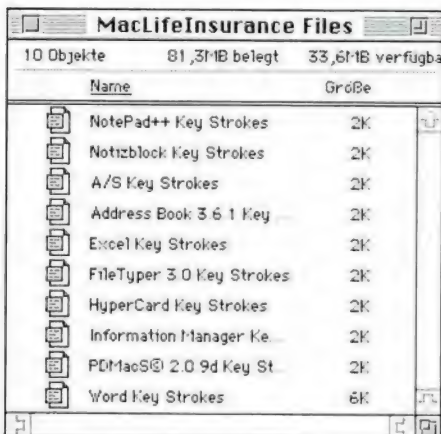 MacLifeInsurance Files
10 Objekte 81,3MB belegt 33,6MB verfügba
Name Größe
NotePad++ Key Strokes 2K
Notizblock Key Strokes 2K
A/S Key Strokes 2K
Address Book 3.6.1 Key ... 2K
Excel Key Strokes 2K
FileTyper 3.0 Key Strokes 2K
HyperCard Key Strokes 2K
Information Manager Ke... 2K
PDMacS© 2.0.9d Key St... 2K
Word Key Strokes 6K